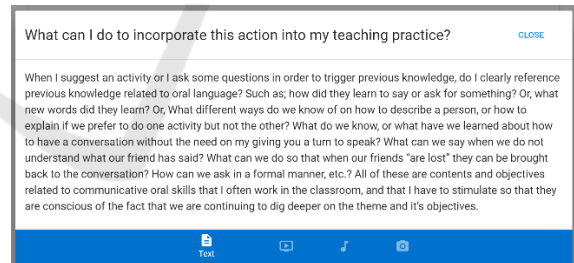 What can I do to incorporate this action into my teaching practice?
CLOSE
When I suggest an activity or I ask some questions in order to trigger previous knowledge, do I clearly reference
previous knowledge related to oral language? Such as; how did they learn to say or ask for something? Or, what
new words did they learn? Or, What different ways do we know of on how to describe a person, or how to
explain if we prefer to do one activity but not the other? What do we know, or what have we learned about how
to have a conversation without the need on my giving you a turn to speak? What can we say when we do not
understand what our friend has said? What can we do so that when our friends “are lost” they can be brought
back to the conversation? How can we ask in a formal manner, etc.? All of these are contents and objectives
related to communicative oral skills that I often work in the classroom, and that I have to stimulate so that they
are conscious of the fact that we are continuing to dig deeper on the theme and it's objectives.
Text